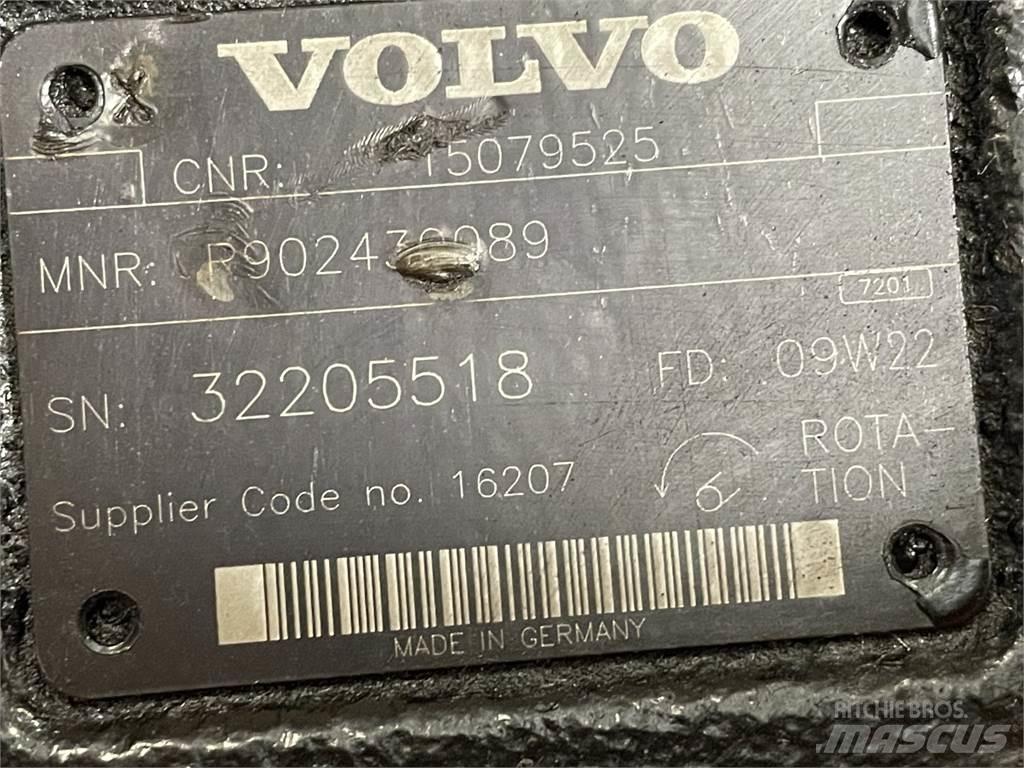 VOLVO
CNR: 15079525
MNR:
7201
SN: 32205518 FD: 09W22
Supplier Code no. 16207
ROTA-
TION
MADE IN GERMANY
RITCHIE BROS.
MASCUS